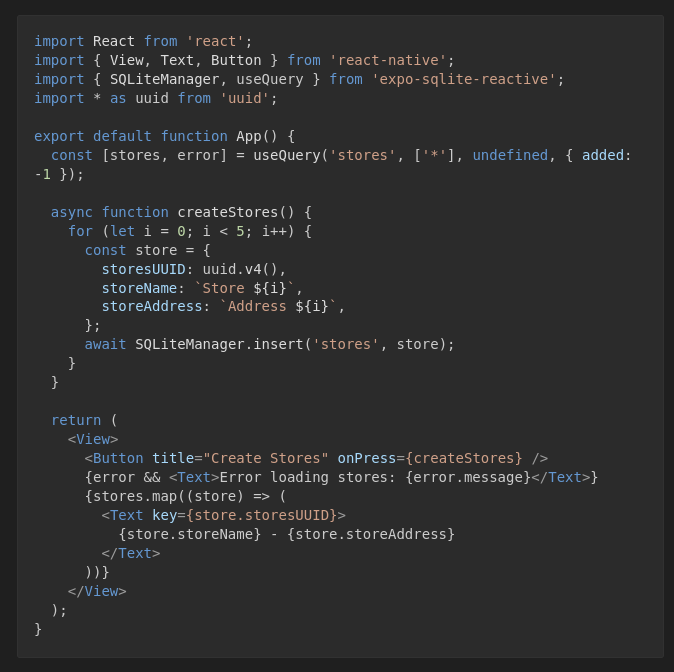 import React from 'react';
import { View, Text, Button } from 'react-native';
import { SQLiteManager, useQuery } from 'expo-sqlite-reactive';
import * as uuid from 'uuid';

export default function App() {
  const [stores, error] = useQuery('stores', ['*'], undefined, { added:
-1 });

  async function createStores() {
    for (let i = 0; i < 5; i++) {
      const store = {
        storesUUID: uuid.v4(),
        storeName: `Store ${i}`,
        storeAddress: `Address ${i}`,
      };
      await SQLiteManager.insert('stores', store);
    }
  }

  return (
    <View>
      <Button title="Create Stores" onPress={createStores} />
      {error && <Text>Error loading stores: {error.message}</Text>}
      {stores.map((store) => (
        <Text key={store.storesUUID}>
          {store.storeName} - {store.storeAddress}
        </Text>
      ))}
    </View>
  );
}